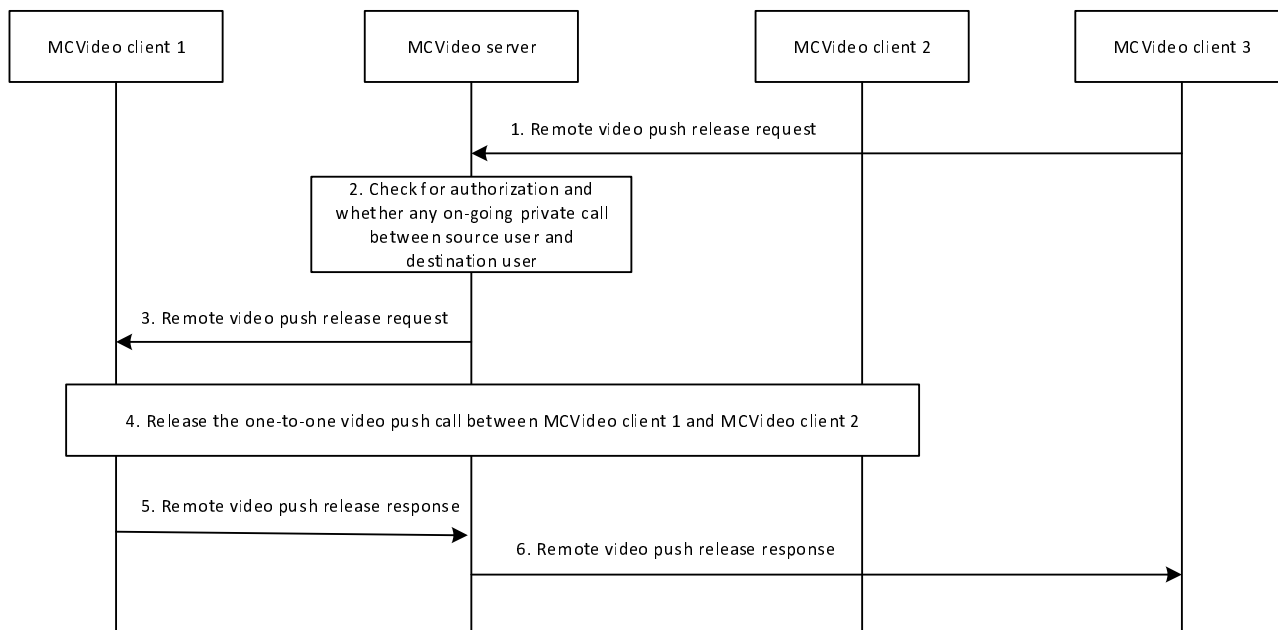 MCVideo client 1
MCVideo server
MCVideo client 2
MCVideo client 3
1. Remote video push release request
2. Check for authorization and
whether any on-going private call
between source user and
destination user
3. Remote video push release request
4. Release the one-to-one video push call between MCVideo client 1 and MCVideo client 2
5. Remote video push release response
6. Remote video push release response